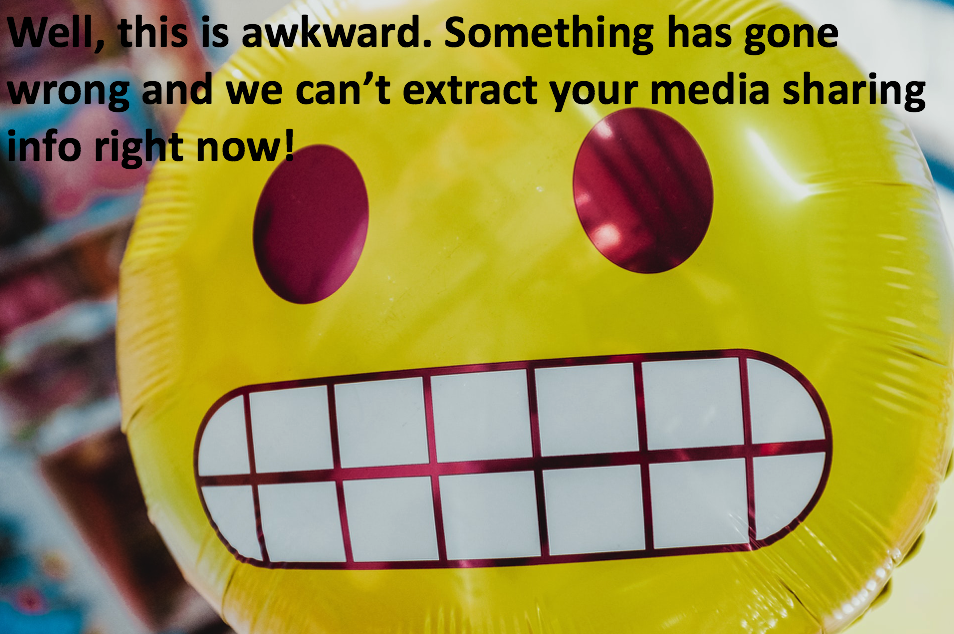 Well, this is awkward. Something has gone
wrong and we can’t extract your media sharing
info right now!